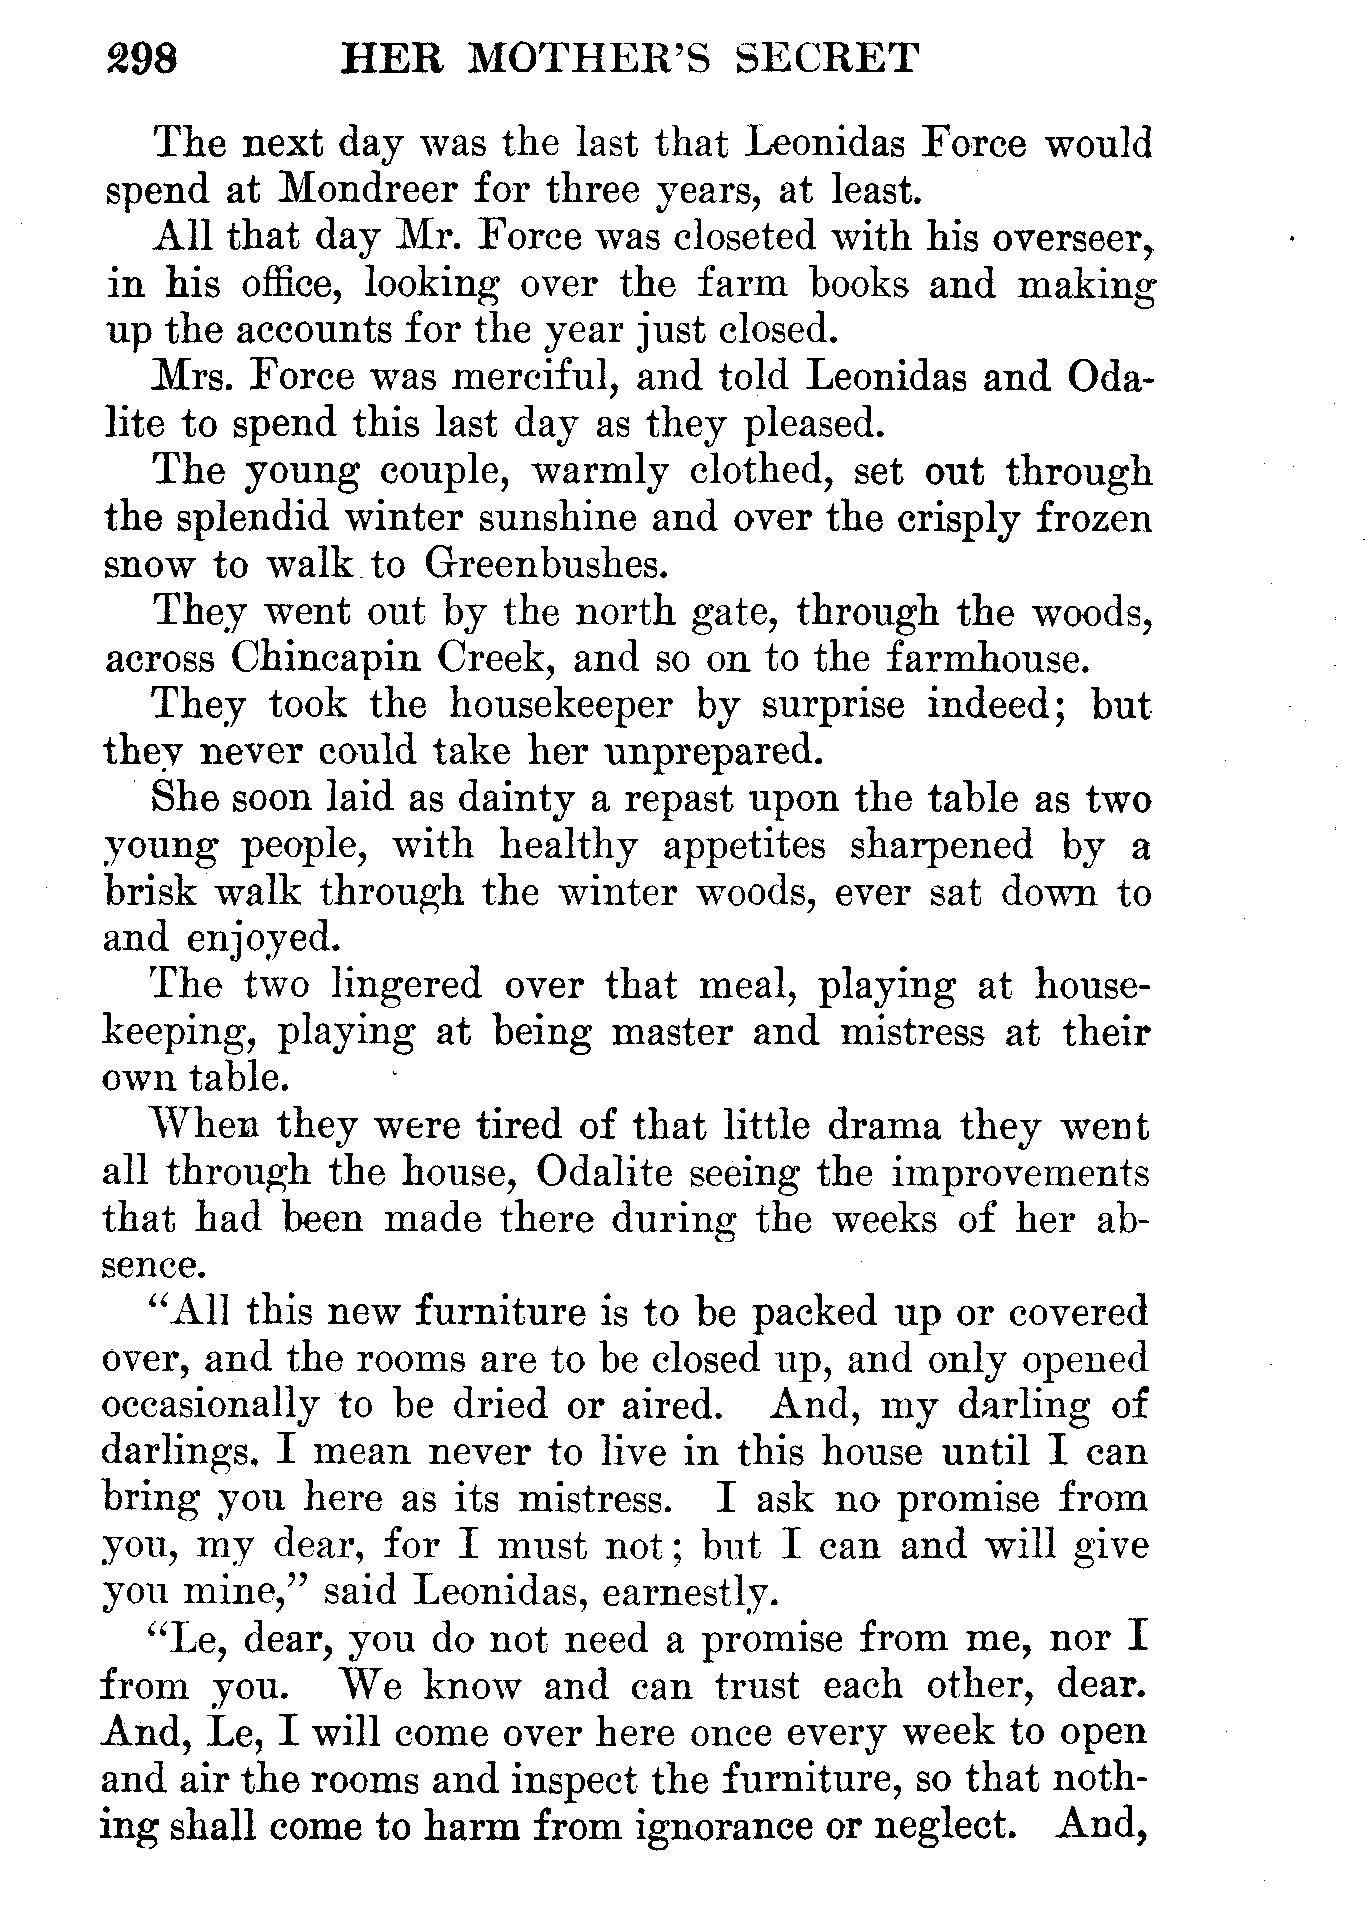 298 HER MOTHER'S SECRET
The next day was the last that Leonidas Force would
spend at Mondreer for three years, at least.
All that day Mr. Force was closeted with his overseer,
in his office, looking over the farm books and making
up the accounts for the year just closed.
Mrs. Force was merciful, and told Leonidas and Oda-
lite to spend this last day as they pleased.
The young couple, warmly clothed, set out through
the splendid winter sunshine and over the crisply frozen
snow to walk to Greenbushes.
They went out by the north gate, through the woods,
across Chincapin Creek, and so on to the farmhouse.
They took the housekeeper by surprise indeed; but
they never could take her unprepared.
She soon laid as dainty a repast upon the table as two
young people, with healthy appetites sharpened by a
brisk walk through the winter woods, ever sat down to
and enjoyed.
The two lingered over that meal, playing at house-
keeping, playing at being master and mistress at their
own table.
When they were tired of that little drama they went
all through the house, Odalite seeing the improvements
that had been made there during the weeks of her ab-
sence.
"All this new furniture is to be packed up or covered
over, and the rooms are to be closed up, and only opened
occasionally to be dried or aired. And, my darling of
darlings, I mean never to live in this house until I can
bring you here as its mistress. I ask no promise from
you, my dear, for I must not; but I can and will give
you mine," said Leonidas, earnestly.
"Le, dear, you do not need a promise from me, nor I
from you. We know and can trust each other, dear.
And, Le, I will come over here once every week to open
and air the rooms and inspect the furniture, so that noth-
ing shall come to harm from ignorance or neglect. And,